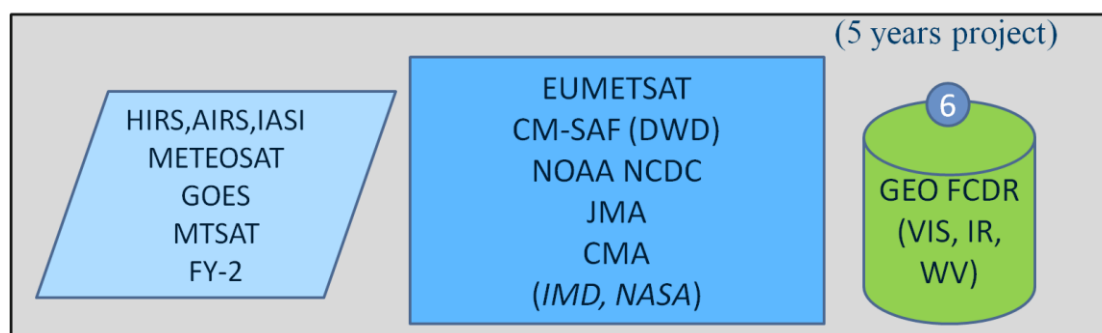 (5 years project)
HIRS,AIRS,IASI
METEOSAT
GOES
MTSAT
FY-2
EUMETSAT
CM-SAF (DWD)
NOAA NCDC
JMA
CMA
(IMD, NASA)
6
GEO FCDR
(VIS, IR,
WV)